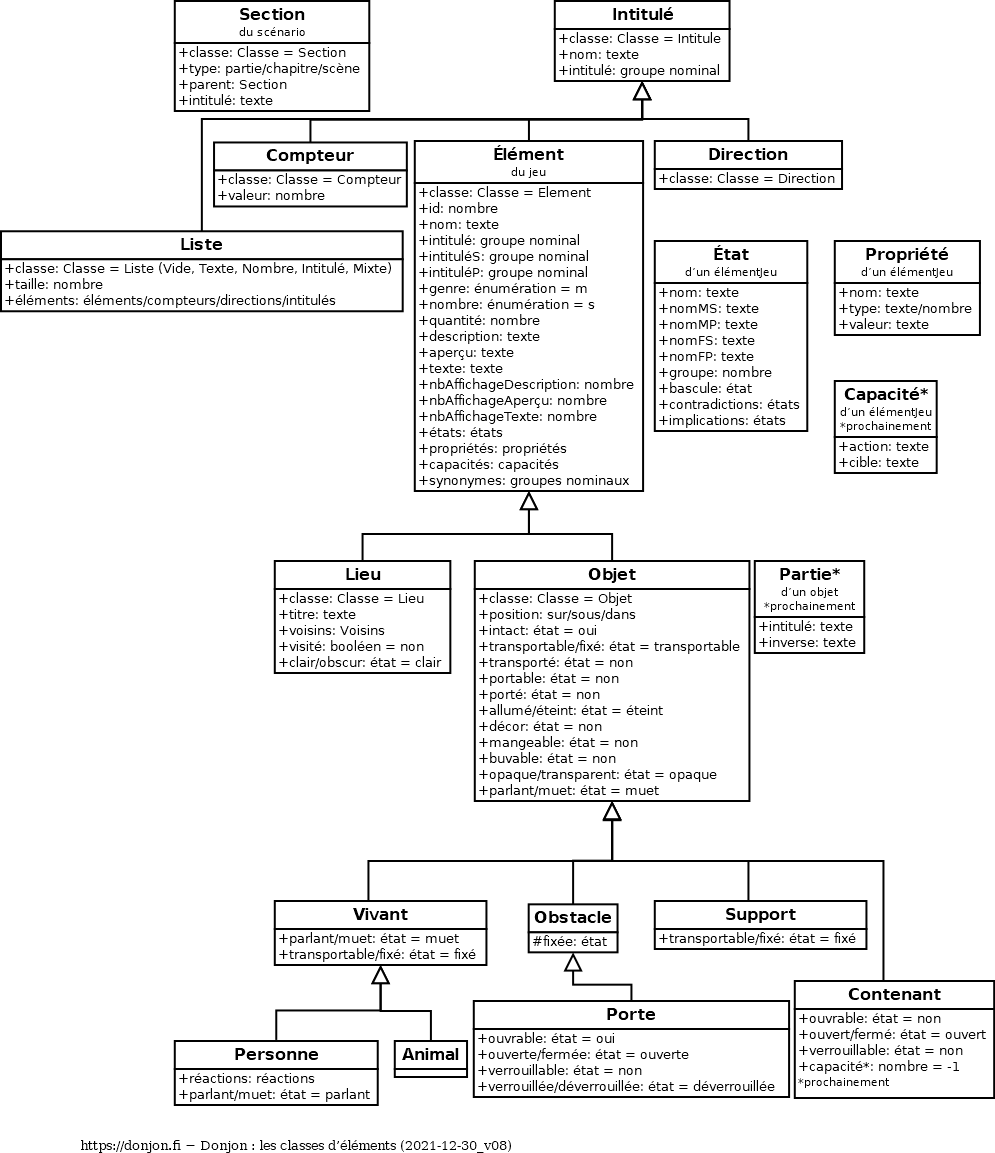 Section
du scénario
+classe: Classe = Section
+type: partie/chapitre/scène
+parent: Section
+intitulé: texte
Intitulé
+classe: Classe = Intitule
+nom: texte
+intitulé: groupe nominal
Compteur
+classe: Classe = Compteur
+valeur: nombre
Élément
du jeu
+classe: Classe = Element
+id: nombre
+nom: texte
+intitulé: groupe nominal
+intituléS: groupe nominal
+intituléP: groupe nominal
+genre: énumération = m
+nombre: énumération = s
+quantité: nombre
+description: texte
+aperçu: texte
+texte: texte
+nbAffichageDescription: nombre
+nbAffichageAperçu: nombre
+nbAffichageTexte: nombre
+états: états
+propriétés: propriétés
+capacités: capacités
+synonymes: groupes nominaux
Direction
+classe: Classe = Direction
Liste
+classe: Classe = Liste (Vide, Texte, Nombre, Intitulé, Mixte)
+taille: nombre
+éléments: éléments/compteurs/directions/intitulés
État
d'un élémentJeu
+nom: texte
+nomMS: texte
+nomMP: texte
+nomFS: texte
+nomFP: texte
+groupe: nombre
+bascule: état
+contradictions: états
+implications: états
Propriété
d'un élémentJeu
+nom: texte
+type: texte/nombre
+valeur: texte
Capacité*
d'un élémentJeu
*prochainement
+action: texte
+cible: texte
Lieu
+classe: Classe = Lieu
+titre: texte
+voisins: Voisins
+visité: booléen = non
+clair/obscur: état = clair
Objet
+classe: Classe = Objet
+position: sur/sous/dans
+intact: état = oui
+transportable/fixé: état = transportable
+transporté: état = non
+portable: état = non
+porté: état = non
+allumé/éteint: état = éteint
+décor: état = non
+mangeable: état = non
+buvable: état = non
+opaque/transparent: état = opaque
+parlant/muet: état = muet
Partie*
d'un objet
*prochainement
+intitulé: texte
+inverse: texte
Vivant
+parlant/muet: état = muet
+transportable/fixé: état = fixé
Obstacle
#fixée: état
Support
+transportable/fixé: état = fixé
Contenant
+ouvrable: état = non
+ouvert/fermé: état = ouvert
+verrouillable: état = non
+capacité*: nombre = -1
*prochainement
Personne
+réactions: réactions
+parlant/muet: état = parlant
Animal
Porte
+ouvrable: état = oui
+ouverte/fermée: état = ouverte
+verrouillable: état = non
+verrouillée/déverrouillée: état = déverrouillée
https://donjon.fi − Donjon : les classes d'éléments (2021-12-30_v08)